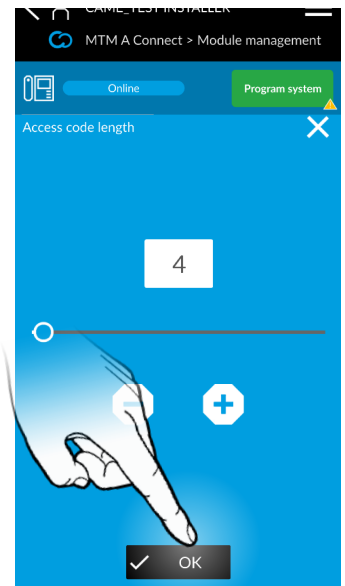 CAME_TEST INSTALLER
MTM A Connect > Module management
Online
Program system
Access code length
4
OK